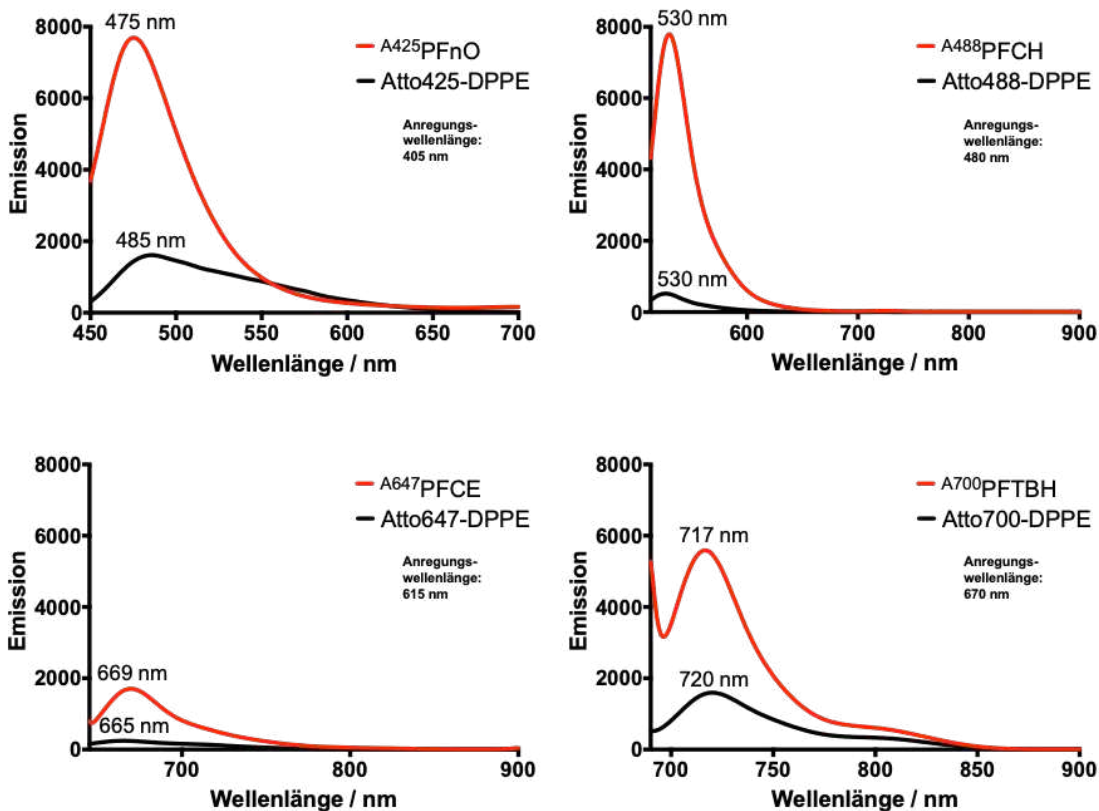 475 nm
A425PFnO
Atto425-DPPE
Anregungs-
wellenlänge:
405 nm
485 nm
Emission
8000
6000
4000
2000
0
450 500 550 600 650 700
Wellenlänge / nm
530 nm
A488PFCH
Atto488-DPPE
Anregungs-
wellenlänge:
480 nm
530 nm
Emission
8000
6000
4000
2000
0
600 700 800 900
Wellenlänge / nm
A647PFCE
Atto647-DPPE
Anregungs-
wellenlänge:
615 nm
669 nm
665 nm
Emission
8000
6000
4000
2000
0
700 800 900
Wellenlänge / nm
A700PFTBH
Atto700-DPPE
717 nm
Anregungs-
wellenlänge:
670 nm
720 nm
Emission
8000
6000
4000
2000
0
700 750 800 850 900
Wellenlänge / nm